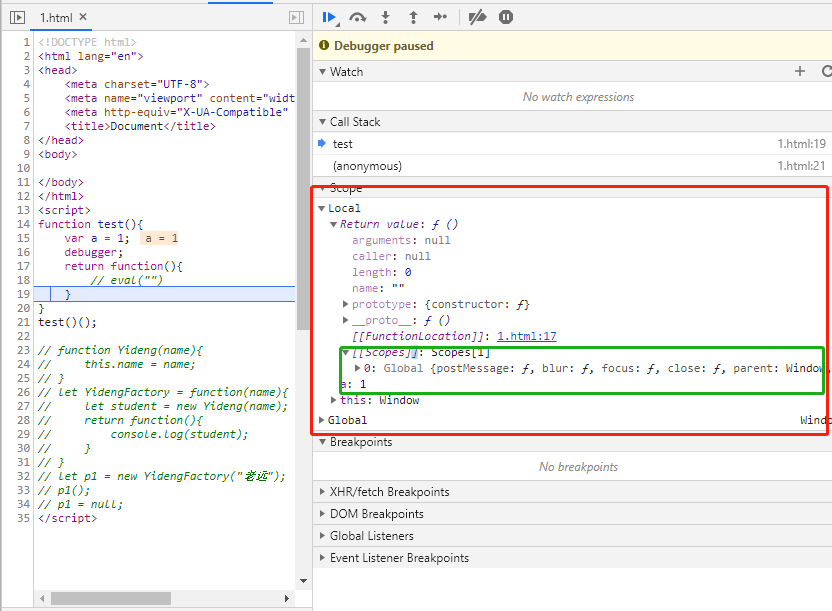 1.html ×
1 <!DOCTYPE html>
2 <html lang="en">
3 <head>
4 <meta charset="UTF-8">
5 <meta name="viewport" content="widt
6 <meta http-equiv="X-UA-Compatible"
7 <title>Document</title>
8 </head>
9 <body>
10
11 </body>
12 </html>
13 <script>
14 function test(){
15 var a = 1; a = 1
16 debugger;
17 return function(){
18 // eval("")
19 }
20 }
21 test()();
22
23 // function Yideng(name){
24 // this.name = name;
25 // }
26 // let YidengFactory = function(name){
27 // let student = new Yideng(name);
28 // return function(){
29 // console.log(student);
30 // }
31 // }
32 // let p1 = new YidengFactory("老远");
33 // p1();
34 // p1 = null;
35 </script>
Debugger paused
Watch
No watch expressions
Call Stack
test 1.html:19
(anonymous) 1.html:21
Scope
Local
Return value: ƒ ()
arguments: null
caller: null
length: 0
name: ""
prototype: {constructor: ƒ}
__proto__: ƒ ()
[[FunctionLocation]]: 1.html:17
[[Scopes]]: Scopes[1]
0: Global {postMessage: ƒ, blur: ƒ, focus: ƒ, close: ƒ, parent: Window,
a: 1
this: Window
Global Windo
Breakpoints
No breakpoints
XHR/fetch Breakpoints
DOM Breakpoints
Global Listeners
Event Listener Breakpoints